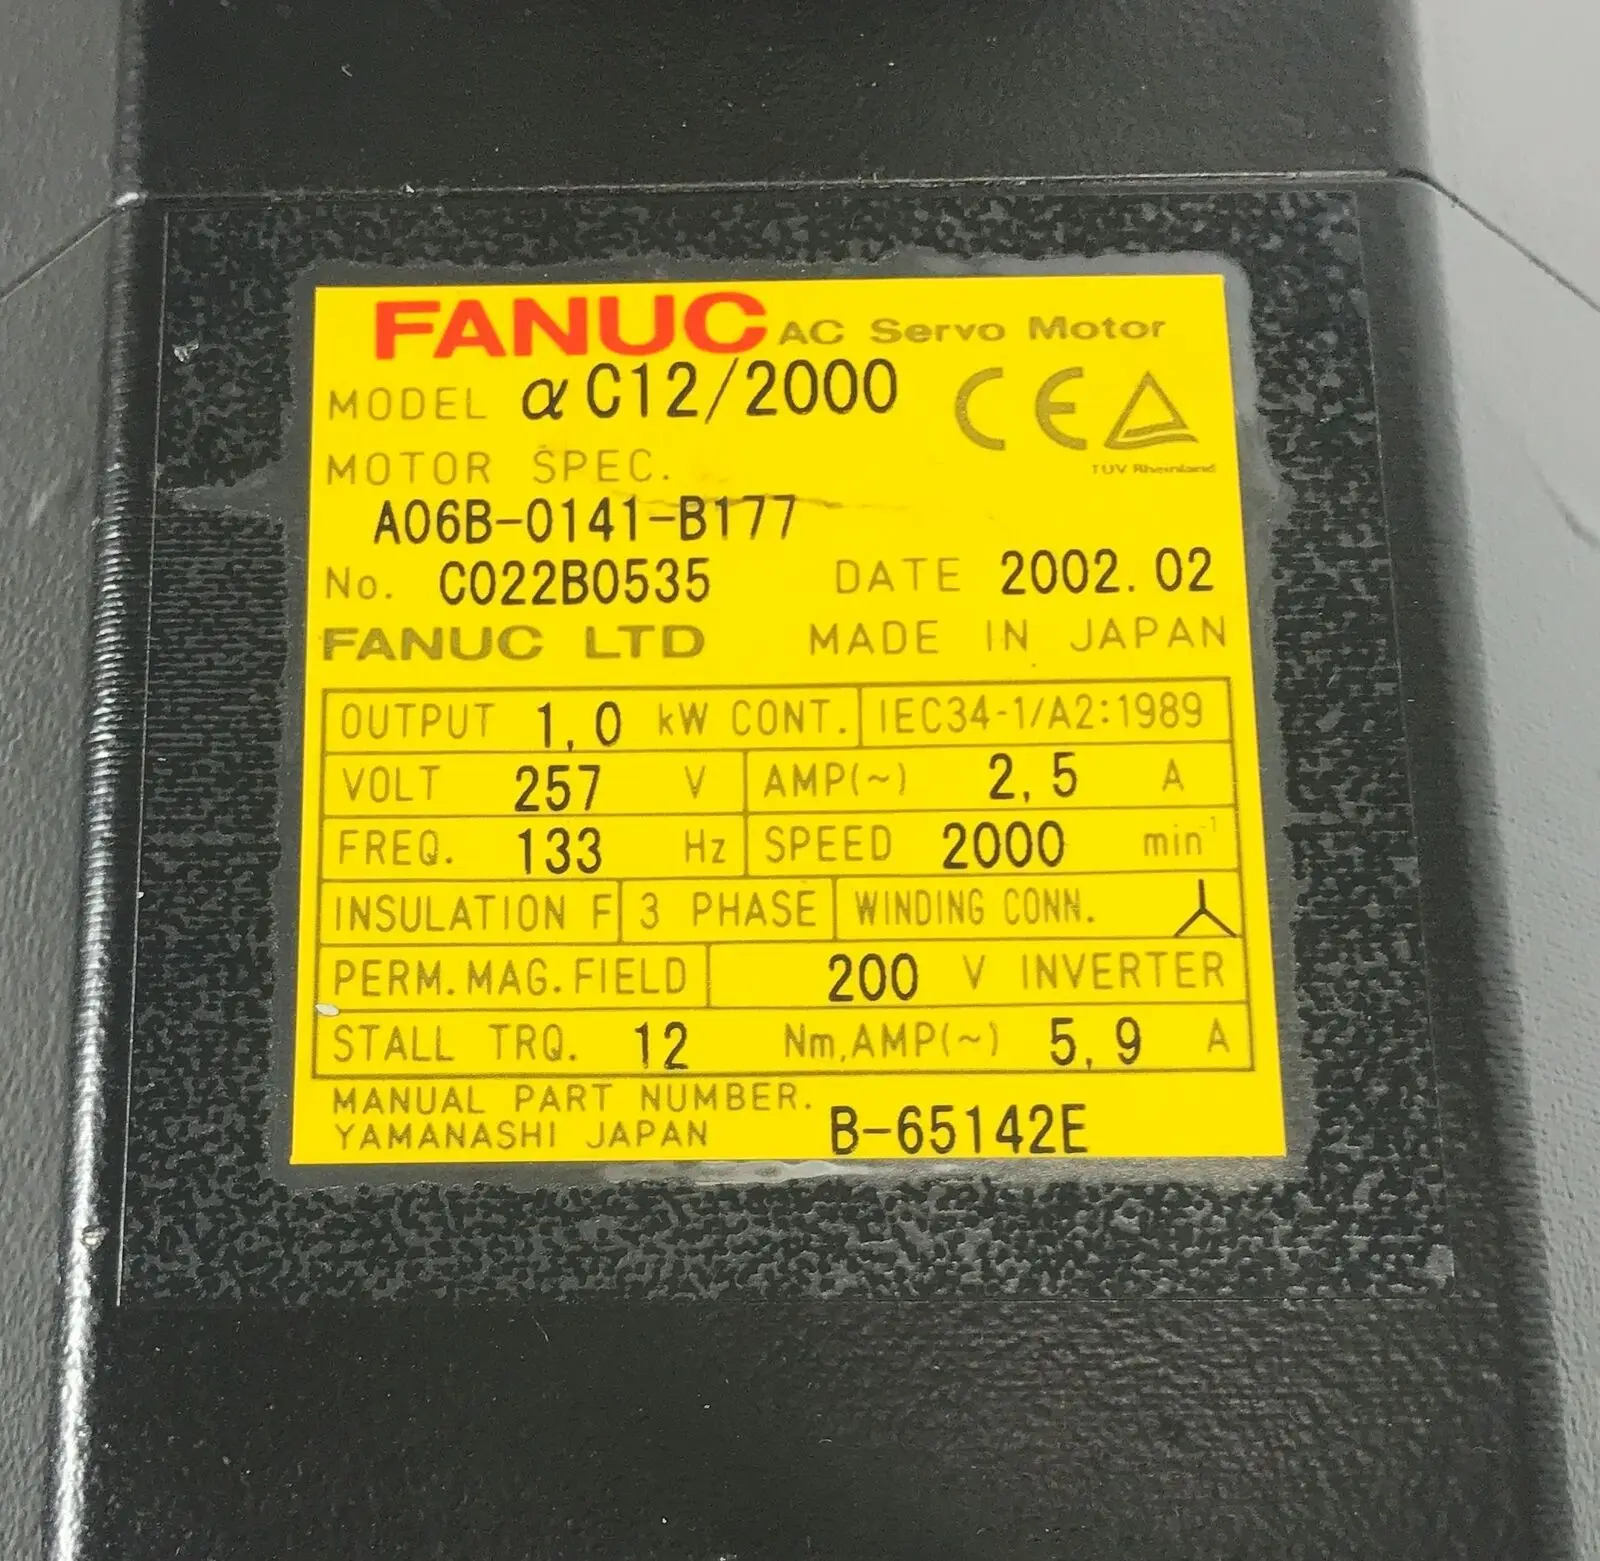 FANUC AC Servo Motor
MODEL αC12/2000 CE
TÜV Rheinland
MOTOR SPEC.
A06B-0141-B177
No. C022B0535 DATE 2002.02
FANUC LTD MADE IN JAPAN
OUTPUT 1,0 kW CONT. IEC34-1/A2:1989
VOLT 257 V AMP(~) 2,5 A
FREQ. 133 Hz SPEED 2000 min⁻¹
INSULATION F 3 PHASE WINDING CONN.
PERM.MAG.FIELD 200 V INVERTER
STALL TRQ. 12 Nm,AMP(~) 5,9 A
MANUAL PART NUMBER.
YAMANASHI JAPAN B-65142E